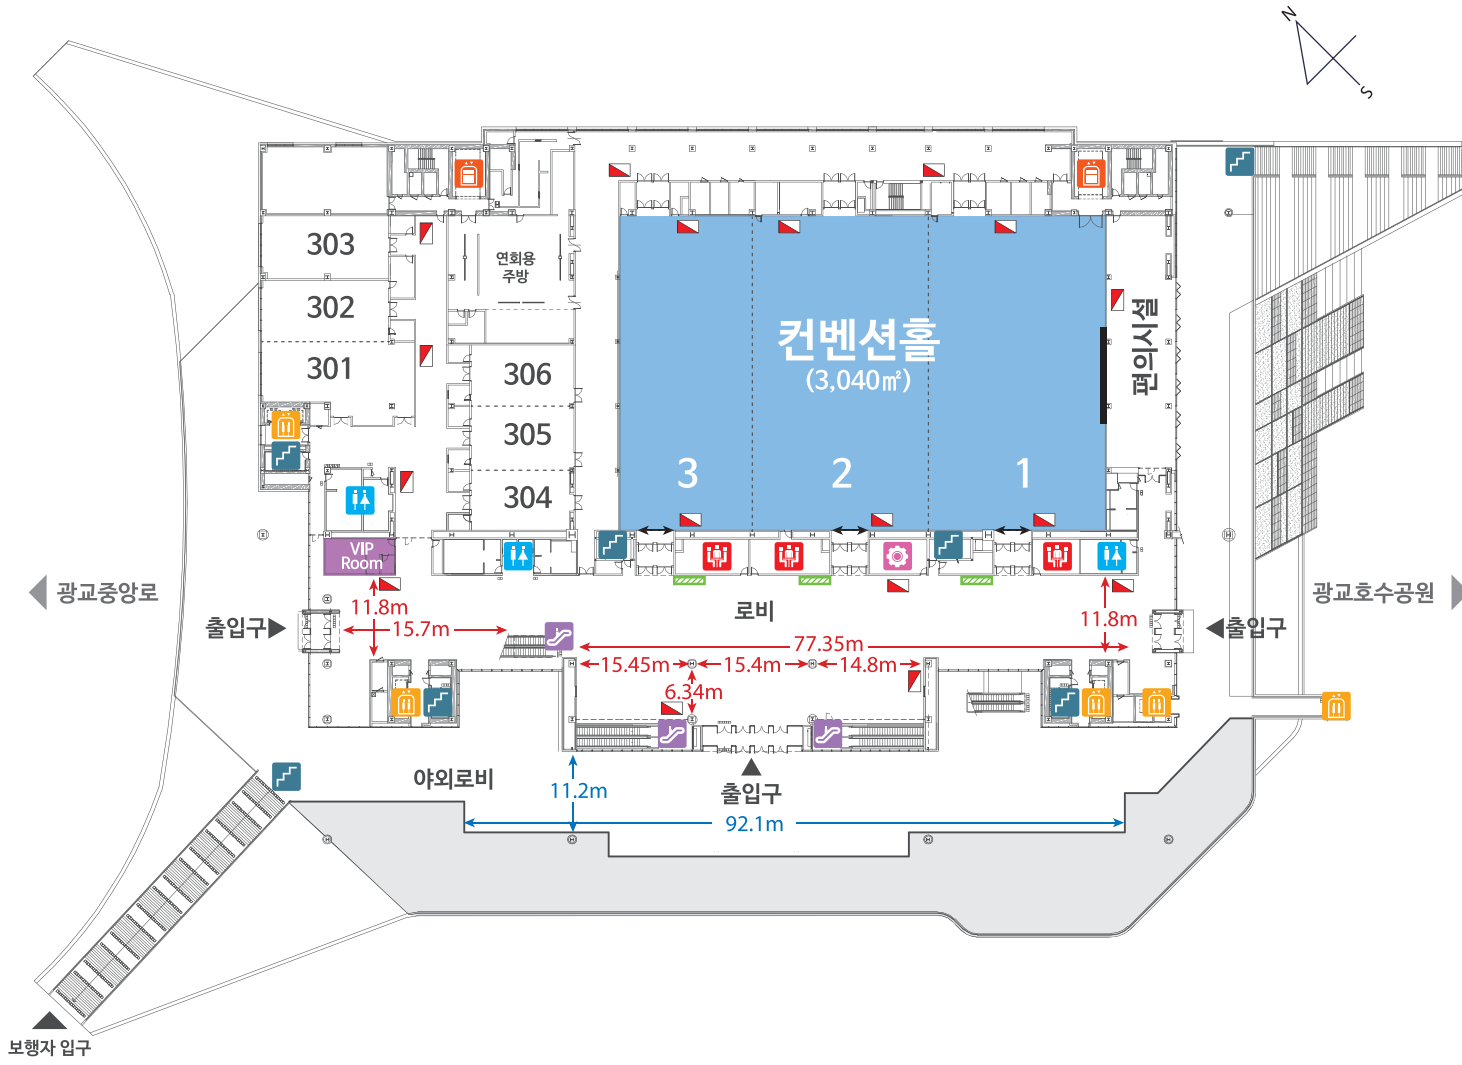 N
S
303
302
301
연회용
주방
306
305
304
컨벤션홀
(3,040㎡)
3
2
1
편의시설
VIP
Room
광교중앙로
광교호수공원
출입구
출입구
로비
11.8m
15.7m
11.8m
77.35m
15.45m
15.4m
14.8m
6.34m
야외로비
11.2m
출입구
92.1m
보행자 입구